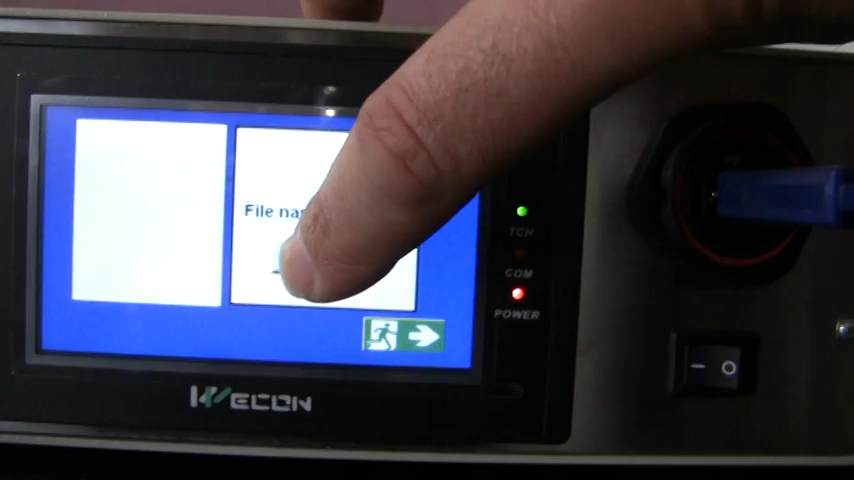 File na
TCH
COM
POWER
WECON